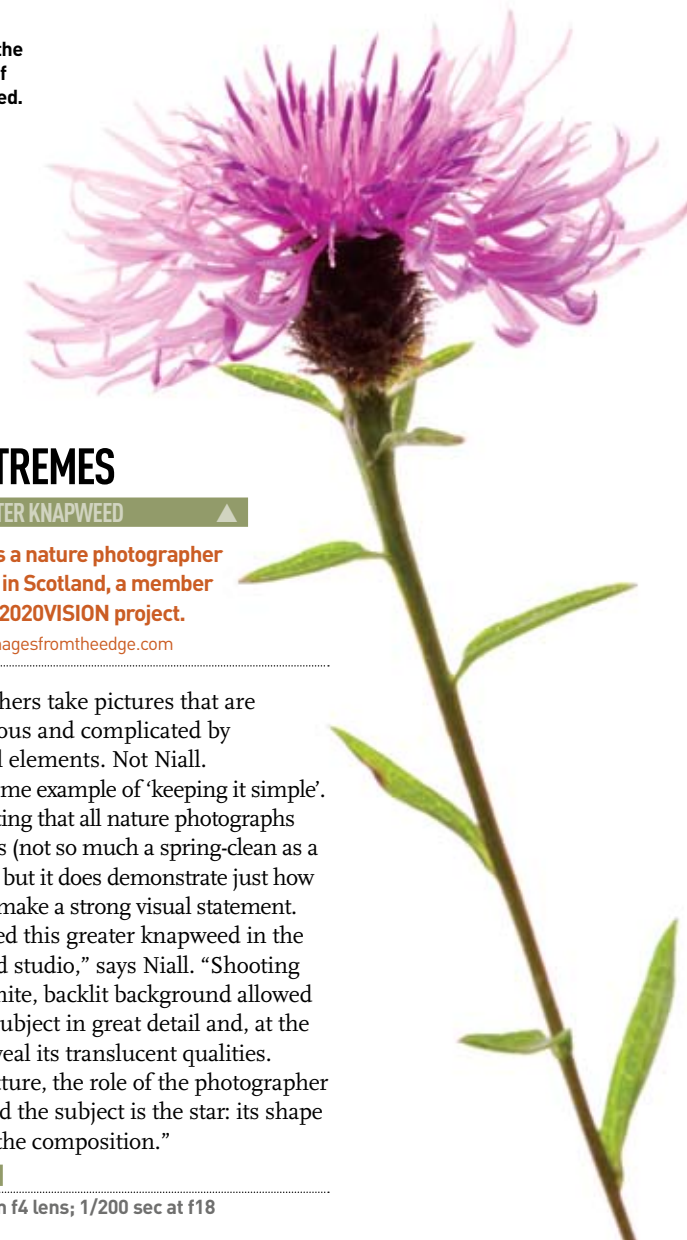 the
f
ed.
TREMES
TER KNAPWEED
s a nature photographer
in Scotland, a member
2020VISION project.
agesfromtheedge.com
hers take pictures that are
ous and complicated by
l elements. Not Niall.
me example of ‘keeping it simple’.
ting that all nature photographs
s (not so much a spring-clean as a
but it does demonstrate just how
make a strong visual statement.
ed this greater knapweed in the
d studio,” says Niall. “Shooting
hite, backlit background allowed
ubject in great detail and, at the
veal its translucent qualities.
cture, the role of the photographer
d the subject is the star: its shape
the composition.”
n f4 lens; 1/200 sec at f18